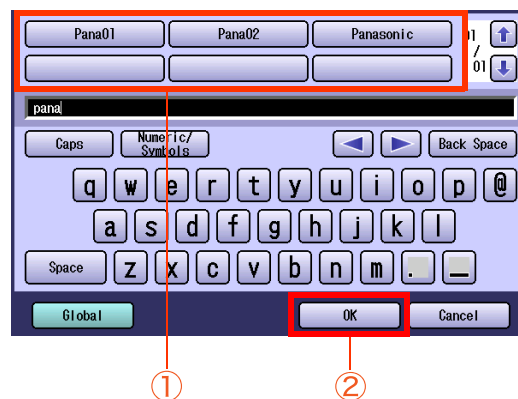 Pana01 Pana02 Panasonic 01
/
01
pana
Caps Numeric/ Symbols Back Space
q w e r t y u i o p @
a s d f g h j k l
Space z x c v b n m . _
Global OK Cancel
① ②